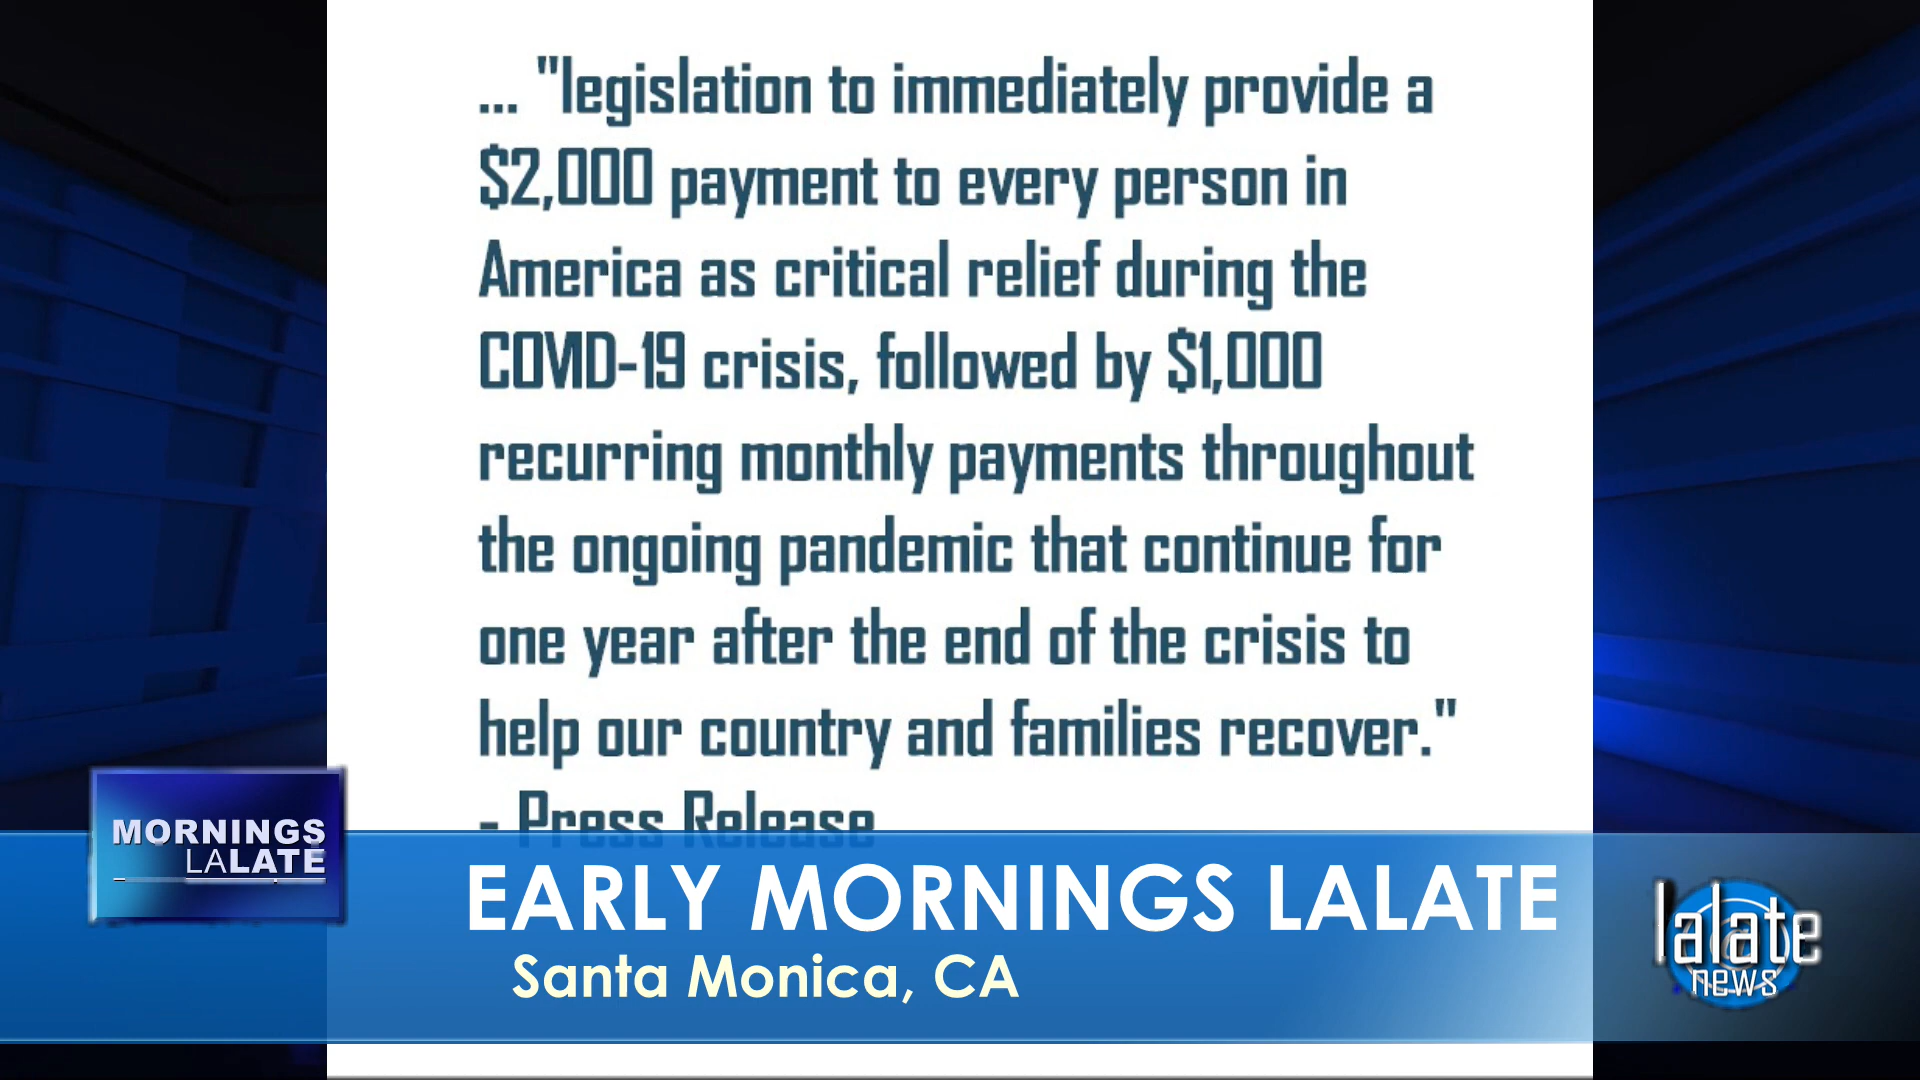 ... "legislation to immediately provide a
$2,000 payment to every person in
America as critical relief during the
COVID-19 crisis, followed by $1,000
recurring monthly payments throughout
the ongoing pandemic that continue for
one year after the end of the crisis to
help our country and families recover."
- Press Release
MORNINGS
LALATE
EARLY MORNINGS LALATE
Santa Monica, CA
lalate
news